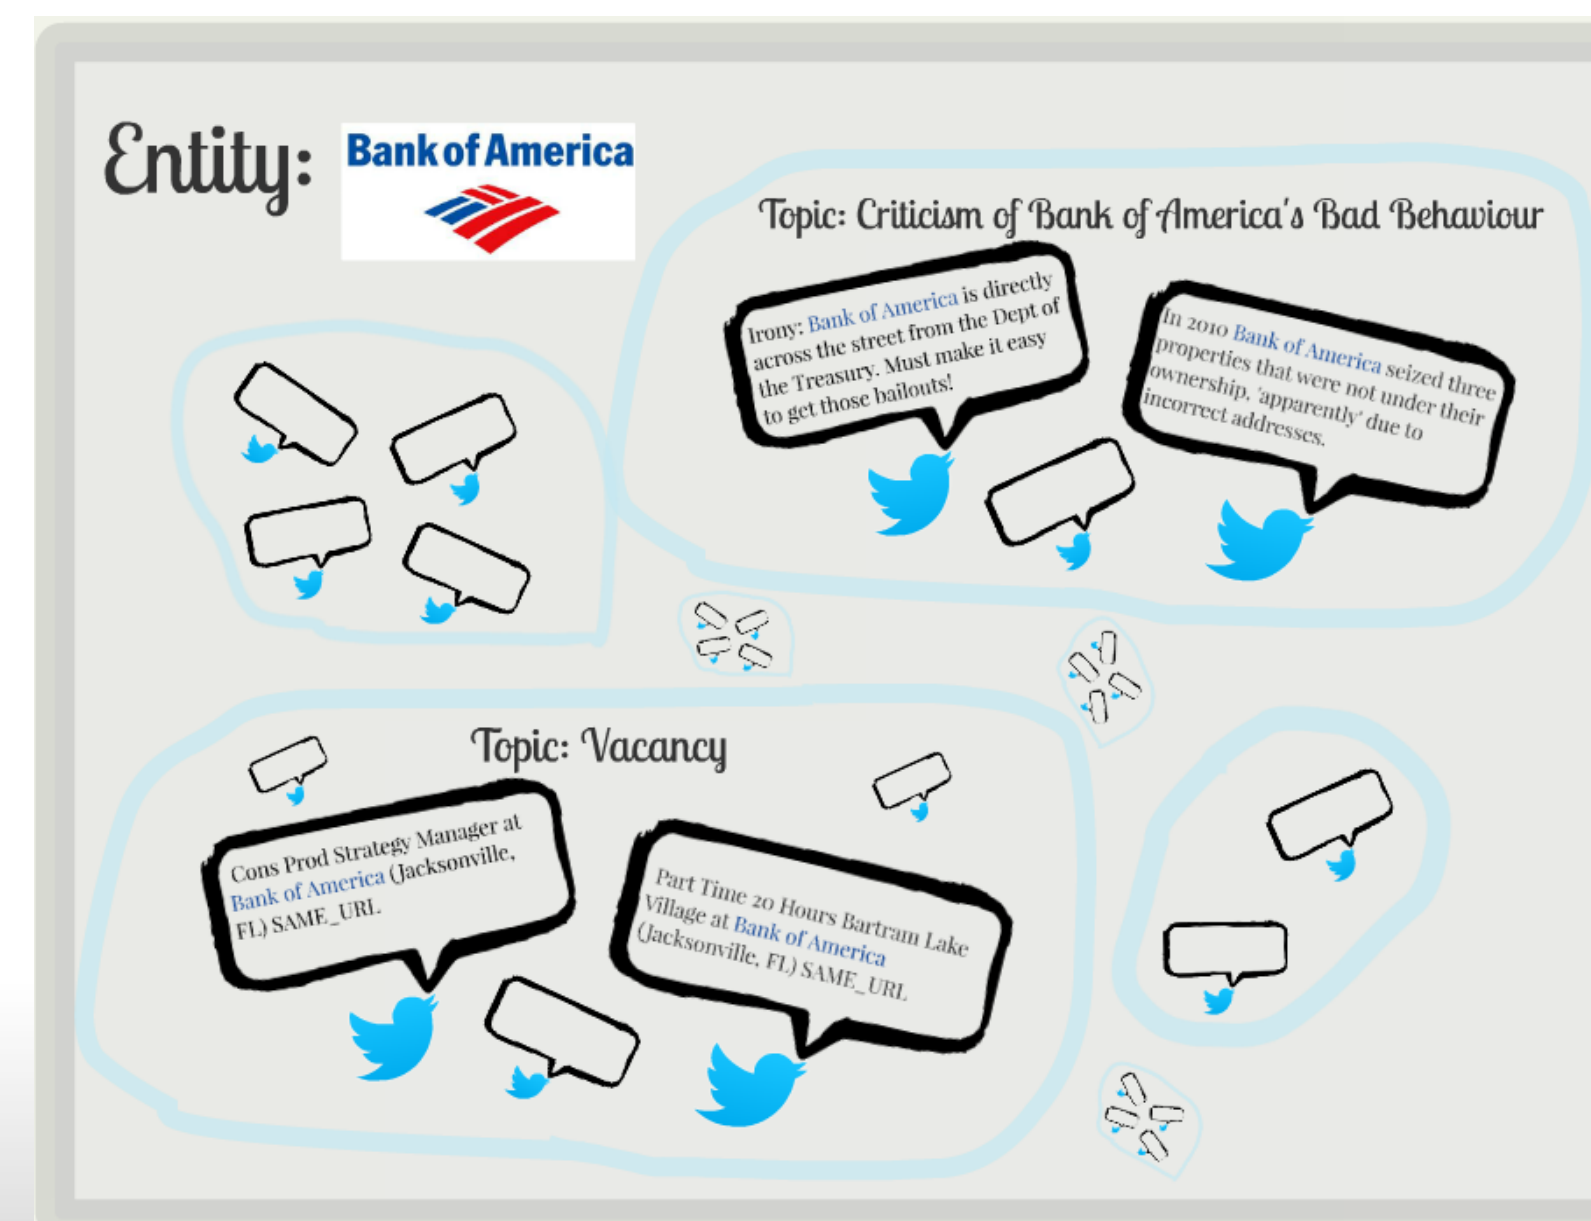 Entity:
Bank of America
Topic: Criticism of Bank of America's Bad Behaviour
Irony: Bank of America is directly
across the street from the Dept of
the Treasury. Must make it easy
to get those bailouts!
In 2010 Bank of America seized three
properties that were not under their
ownership, 'apparently' due to
incorrect addresses.
Topic: Vacancy
Cons Prod Strategy Manager at
Bank of America (Jacksonville,
FL) SAME_URL
Part Time 20 Hours Bartram Lake
Village at Bank of America
(Jacksonville, FL) SAME_URL